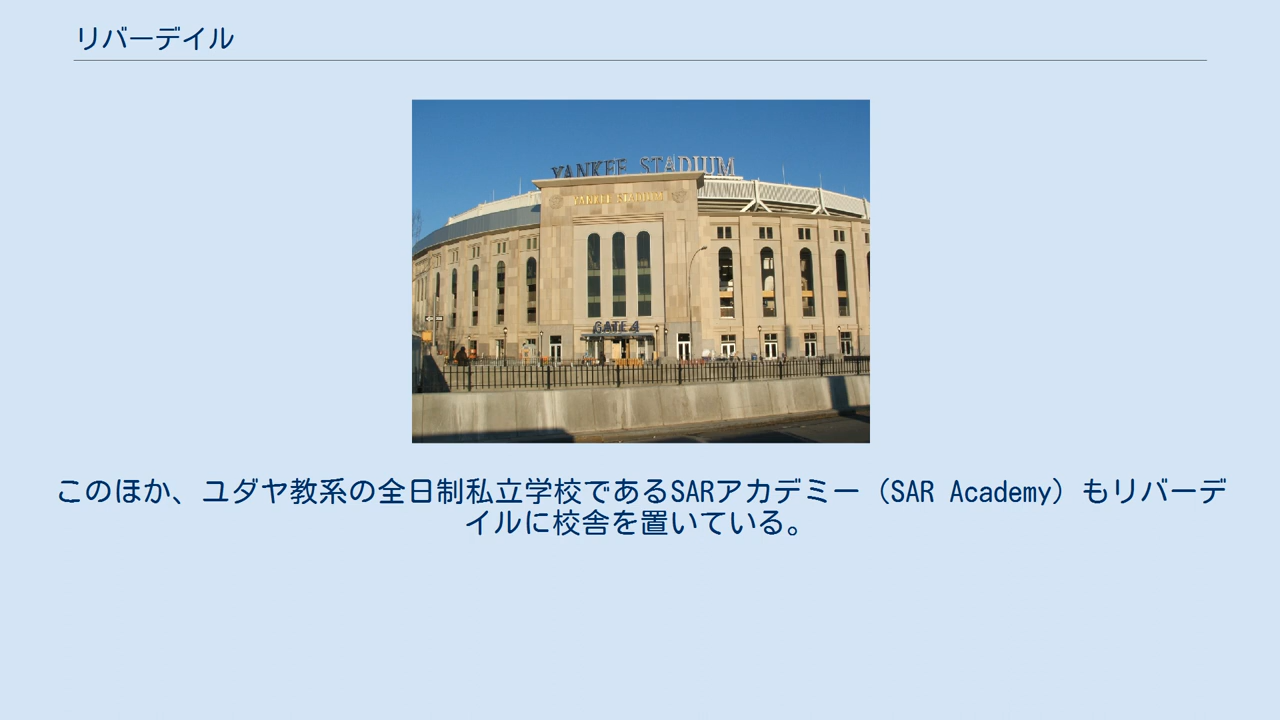 リバーデイル
YANKEE STADIUM
YANKEE STADIUM
GATE 4
このほか、ユダヤ教系の全日制私立学校であるSARアカデミー（SAR Academy）もリバーデ
イルに校舎を置いている。